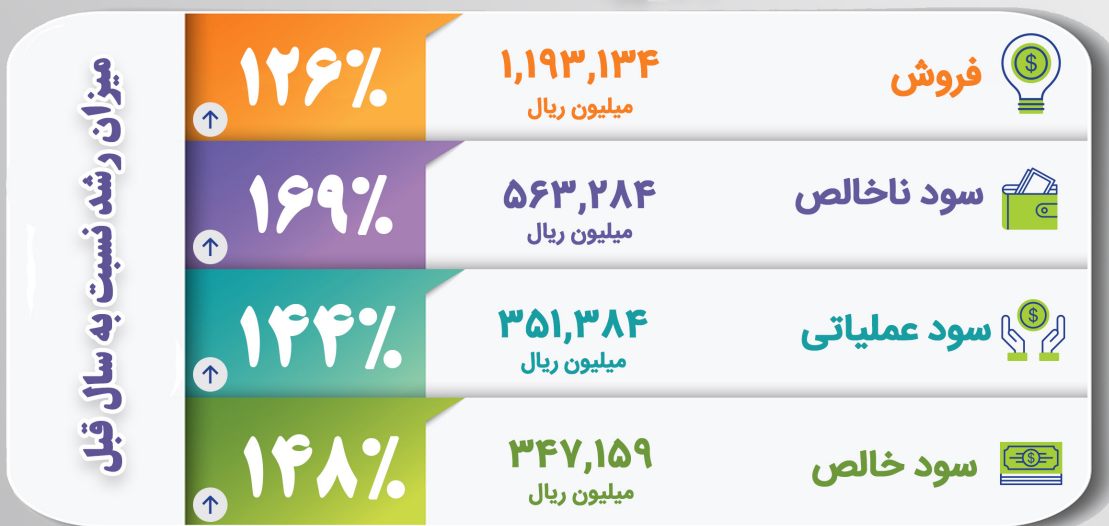 فروش
۱,۱۹۳,۱۳۴
میلیون ریال
۱۲۶%
سود ناخالص
۵۶۳,۲۸۴
میلیون ریال
۱۶۹%
سود عملیاتی
۳۵۱,۳۸۴
میلیون ریال
۱۴۴%
سود خالص
۳۴۷,۱۵۹
میلیون ریال
۱۴۸%
میزان رشد نسبت به سال قبل